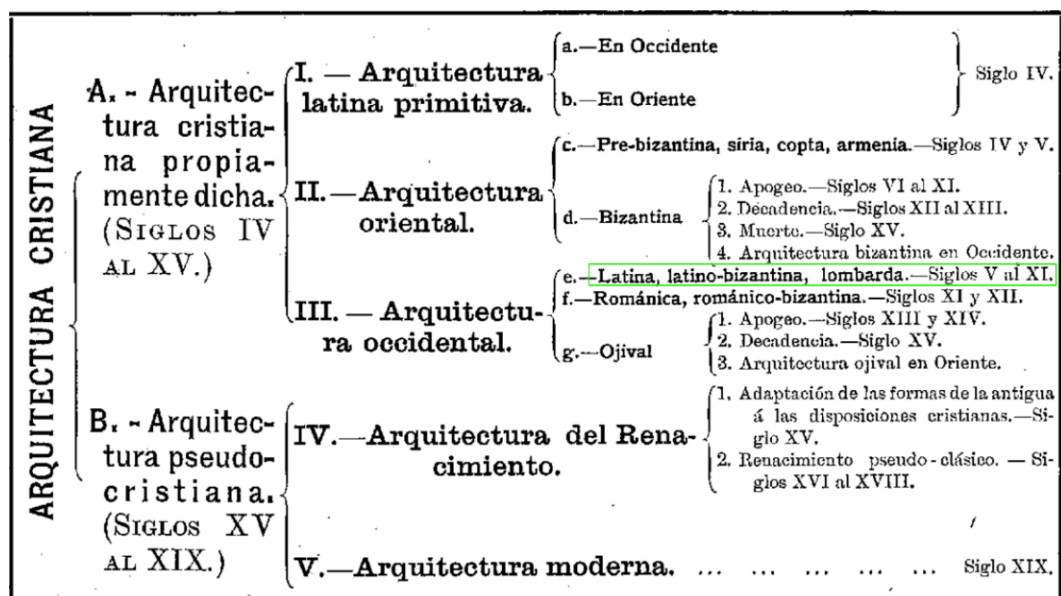 ARQUITECTURA CRISTIANA
A. - Arquitec-
tura cristia-
na propia-
mente dicha.
(SIGLOS IV
AL XV.)
I. — Arquitectura
latina primitiva.
a.—En Occidente
b.—En Oriente
Siglo IV.
II.—Arquitectura
oriental.
c.—Pre-bizantina, siria, copta, armenia.—Siglos IV y V.
d.—Bizantina
1. Apogeo.—Siglos VI al XI.
2. Decadencia.—Siglos XII al XIII.
3. Muerte.—Siglo XV.
4. Arquitectura bizantina en Occidente.
III. — Arquitectu-
ra occidental.
e.—Latina, latino-bizantina, lombarda.—Siglos V al XI.
f.—Románica, románico-bizantina.—Siglos XI y XII.
g.—Ojival
1. Apogeo.—Siglos XIII y XIV.
2. Decadencia.—Siglo XV.
3. Arquitectura ojival en Oriente.
B. - Arquitec-
tura pseudo-
cristiana.
(SIGLOS XV
AL XIX.)
IV.—Arquitectura del Rena-
cimiento.
1. Adaptación de las formas de la antigua
á las disposiciones cristianas.—Si-
glo XV.
2. Renacimiento pseudo-clásico. — Si-
glos XVI al XVIII.
V.—Arquitectura moderna. ... ... ... ... ... Siglo XIX.